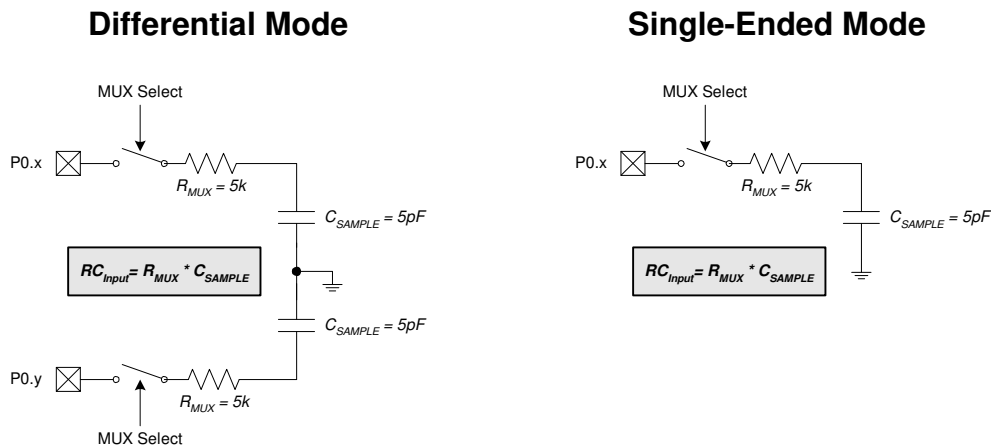 Differential Mode
MUX Select
P0.x
R_MUX = 5k
C_SAMPLE = 5pF
RC_Input= R_MUX * C_SAMPLE
C_SAMPLE = 5pF
P0.y
R_MUX = 5k
MUX Select
Single-Ended Mode
MUX Select
P0.x
R_MUX = 5k
C_SAMPLE = 5pF
RC_Input= R_MUX * C_SAMPLE